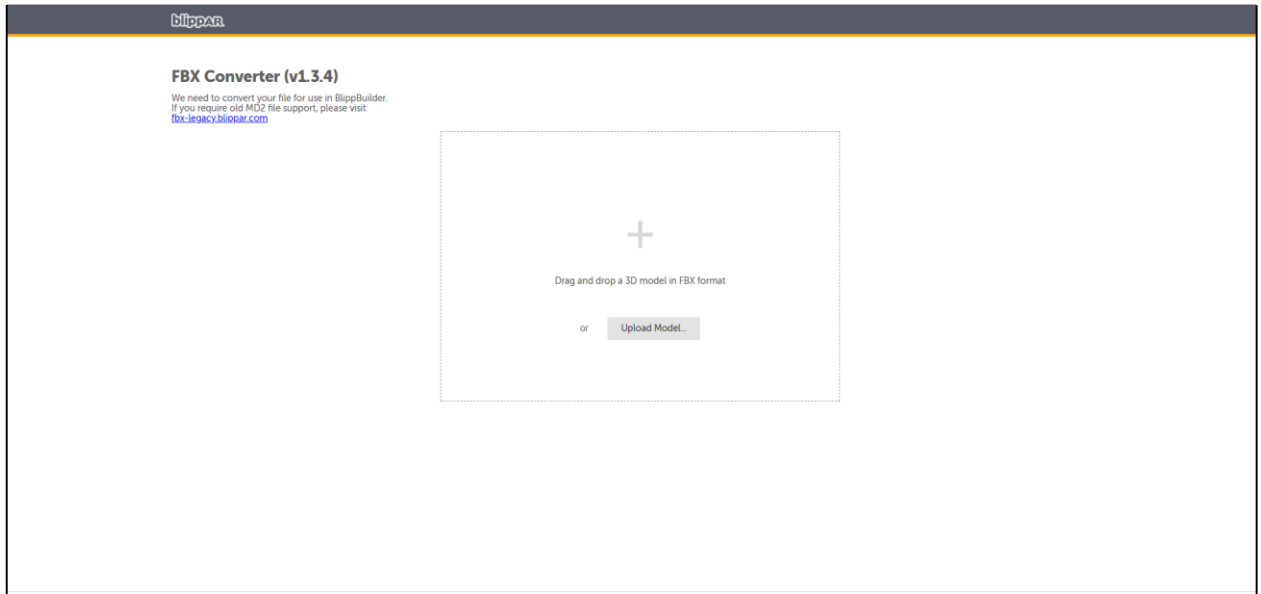 blippAR
FBX Converter (v1.3.4)
We need to convert your file for use in BlippBuilder.
If you require old MD2 file support, please visit
fbx-legacy.blippar.com
Drag and drop a 3D model in FBX format
or Upload Model...